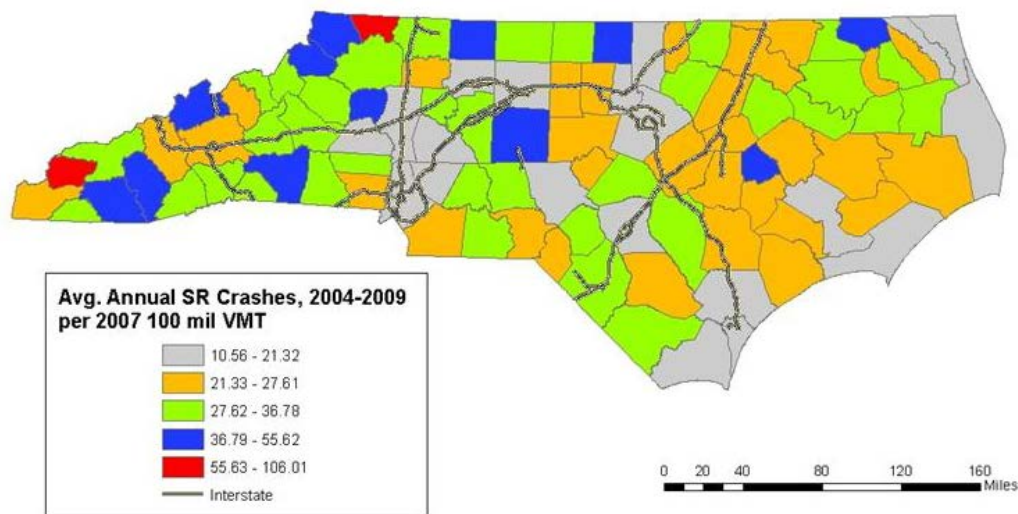 Avg. Annual SR Crashes, 2004-2009
per 2007 100 mil VMT
10.56 - 21.32
21.33 - 27.61
27.62 - 36.78
36.79 - 55.62
55.63 - 106.01
Interstate
0 20 40 80 120 160
Miles